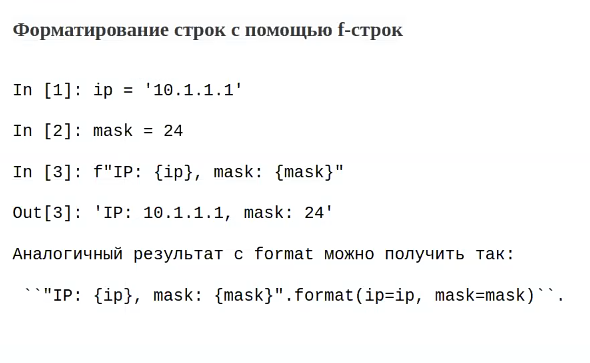 Форматирование строк с помощью f-строк
In [1]: ip = '10.1.1.1'
In [2]: mask = 24
In [3]: f"IP: {ip}, mask: {mask}"
Out[3]: 'IP: 10.1.1.1, mask: 24'
Аналогичный результат с format можно получить так:
``"IP: {ip}, mask: {mask}".format(ip=ip, mask=mask)``.